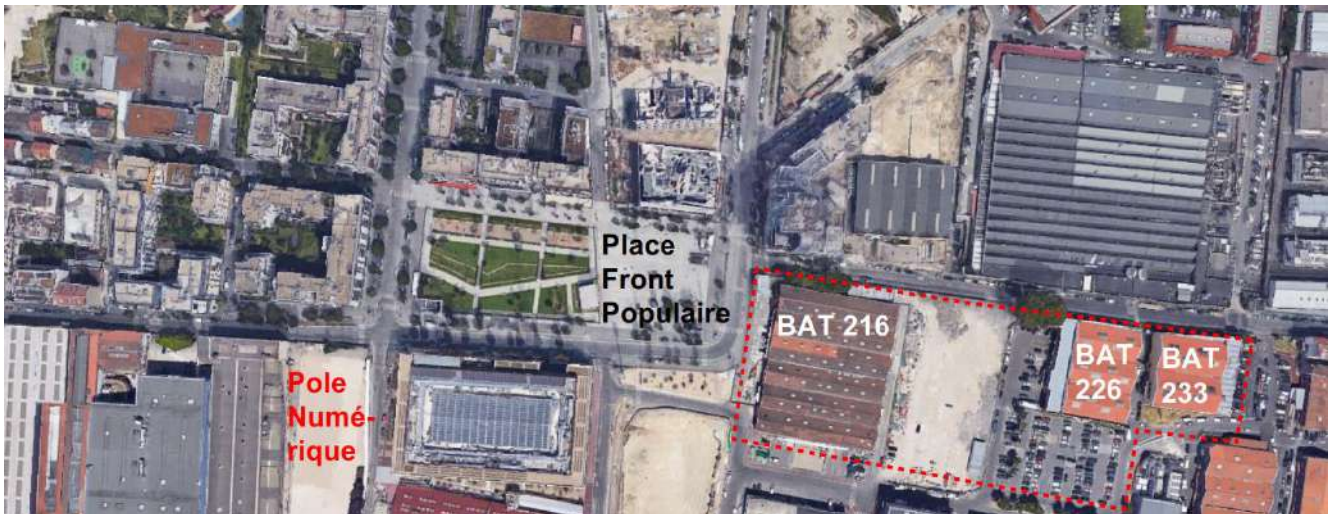 Place
Front
Populaire
BAT 216
BAT
226
BAT
233
Pole
Numé-
rique